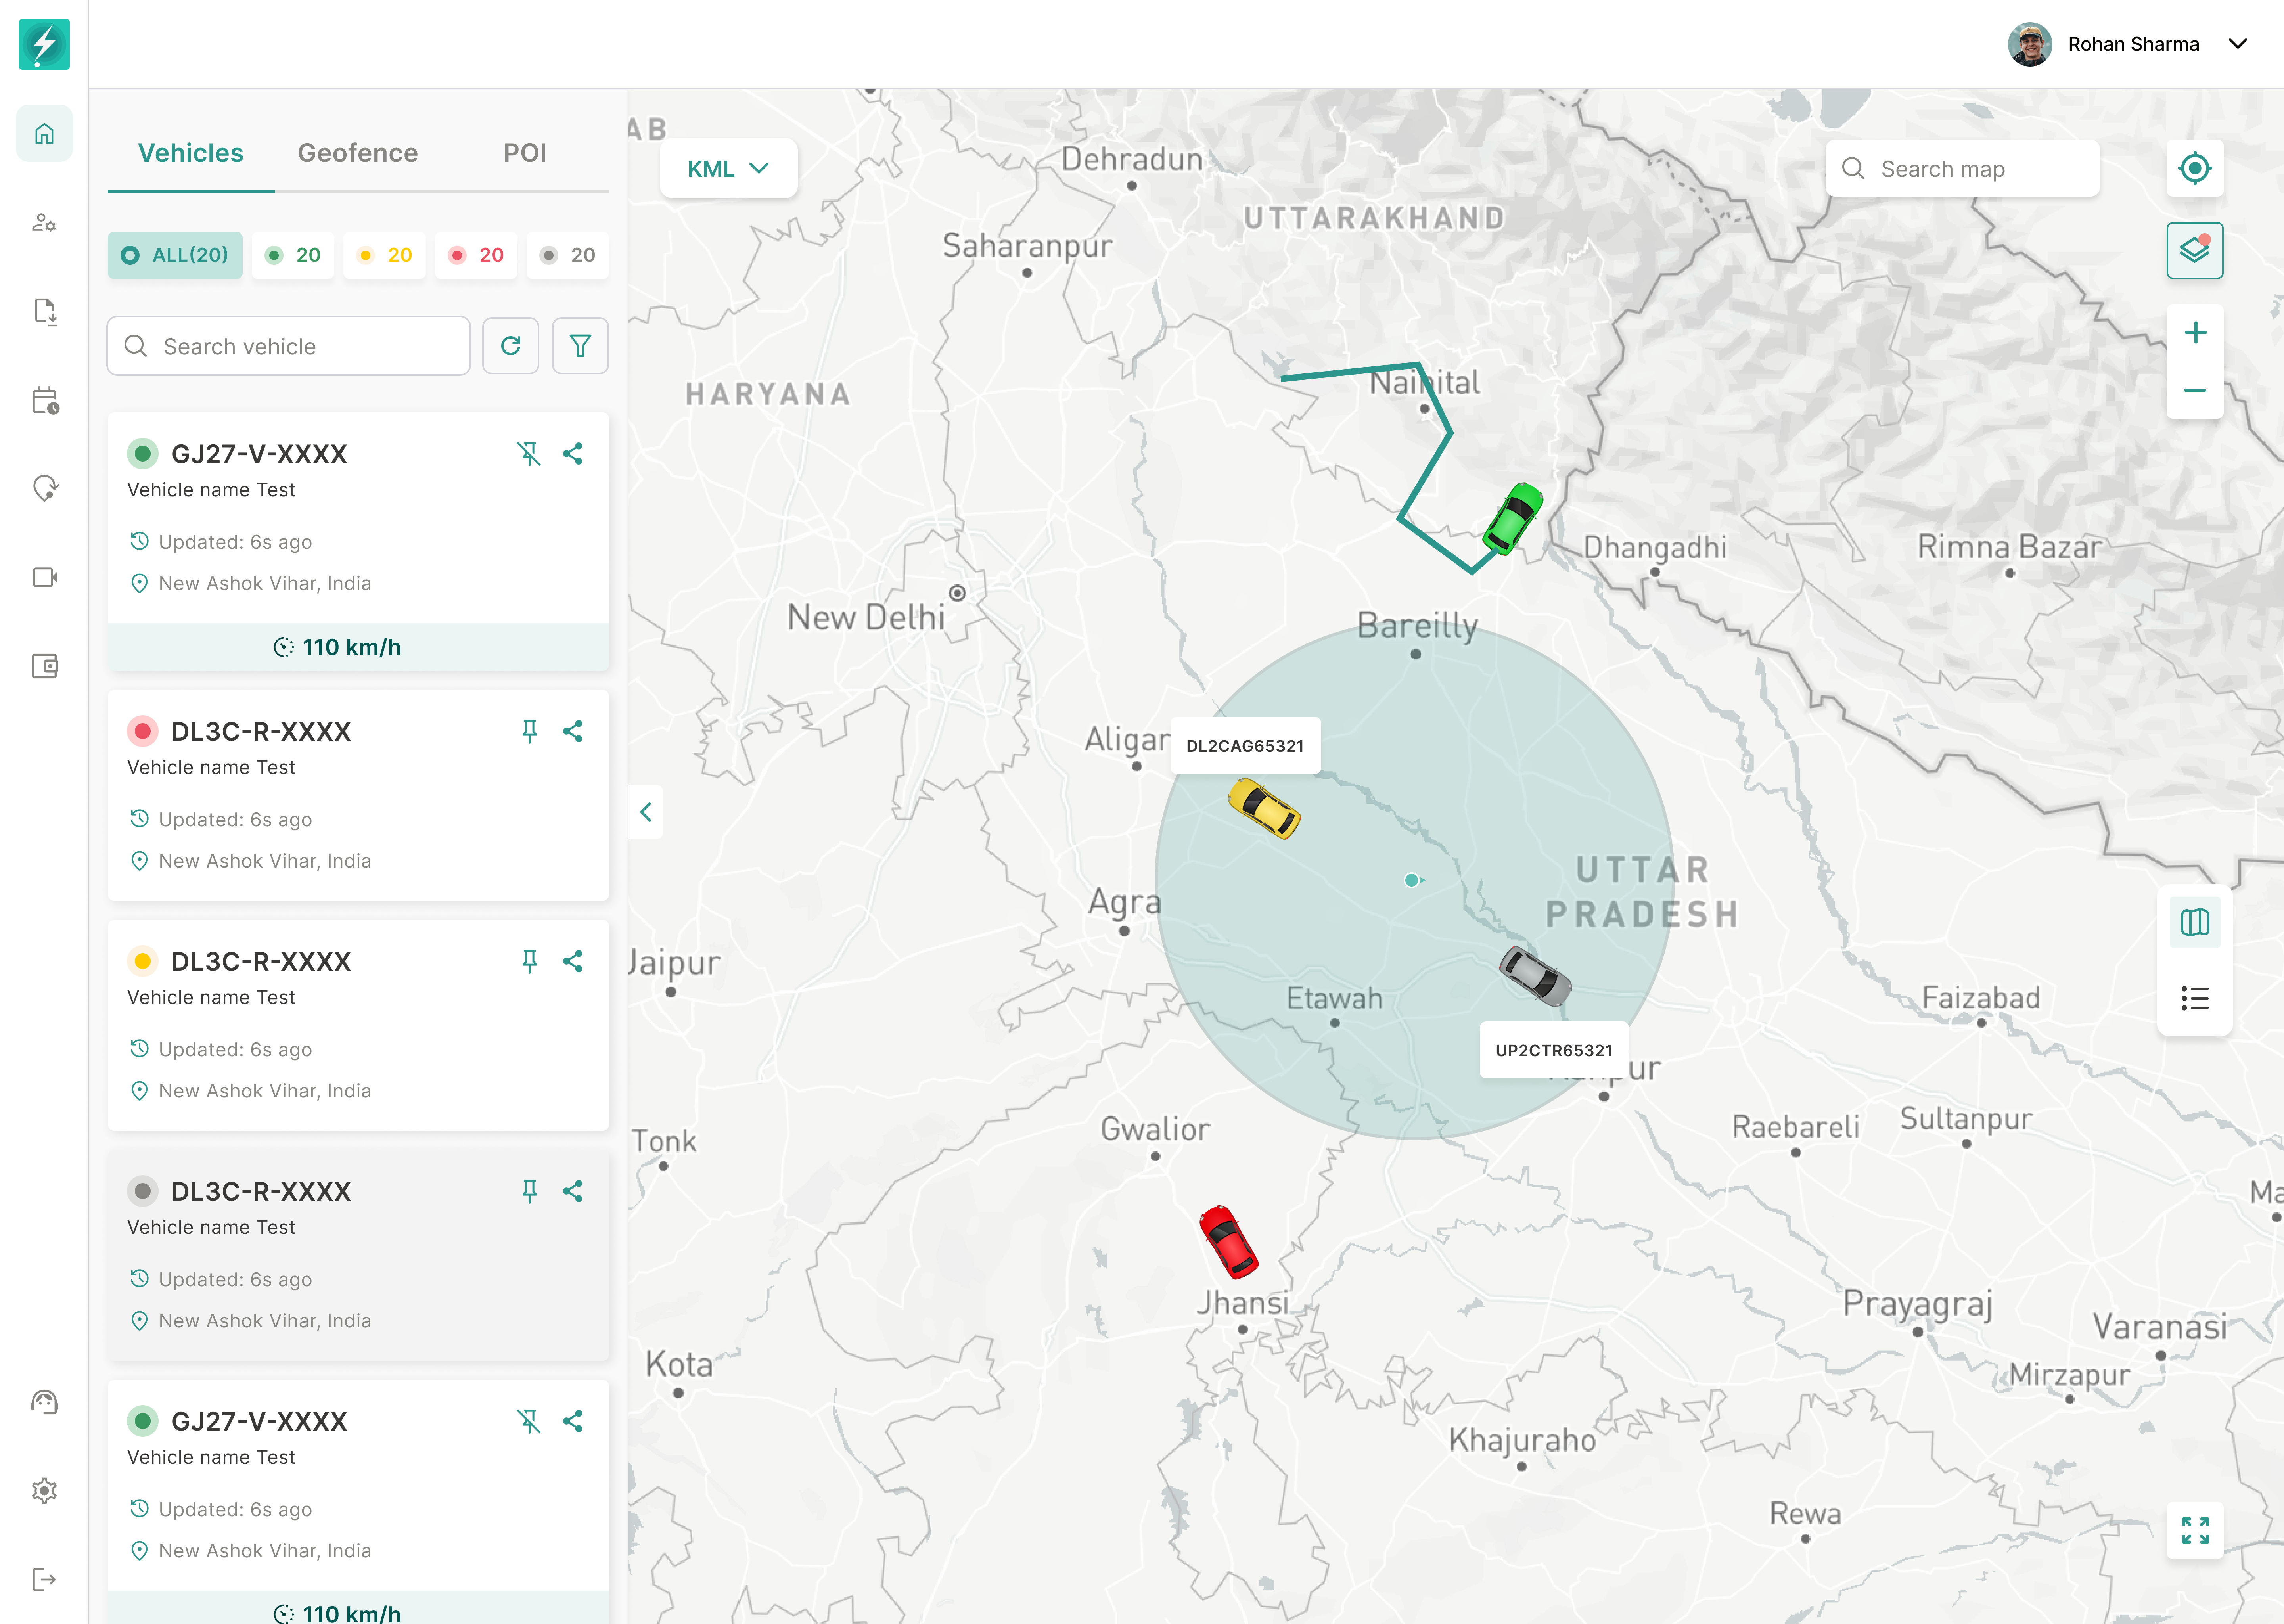 Rohan Sharma
Vehicles
Geofence
POI
ALL(20)
20
20
20
20
Search vehicle
GJ27-V-XXXX
Vehicle name Test
Updated: 6s ago
New Ashok Vihar, India
110 km/h
DL3C-R-XXXX
Vehicle name Test
Updated: 6s ago
New Ashok Vihar, India
DL3C-R-XXXX
Vehicle name Test
Updated: 6s ago
New Ashok Vihar, India
DL3C-R-XXXX
Vehicle name Test
Updated: 6s ago
New Ashok Vihar, India
GJ27-V-XXXX
Vehicle name Test
Updated: 6s ago
New Ashok Vihar, India
110 km/h
AB
KML
Search map
Dehradun
UTTARAKHAND
Saharanpur
HARYANA
Nainital
Dhangadhi
Rimna Bazar
New Delhi
Bareilly
Aligar
DL2CAG65321
UTTAR
PRADESH
Agra
Jaipur
Etawah
Faizabad
UP2CTR65321
Gwalior
Raebareli
Sultanpur
Tonk
Ma
Jhansi
Prayagraj
Varanasi
Kota
Mirzapur
Khajuraho
Rewa